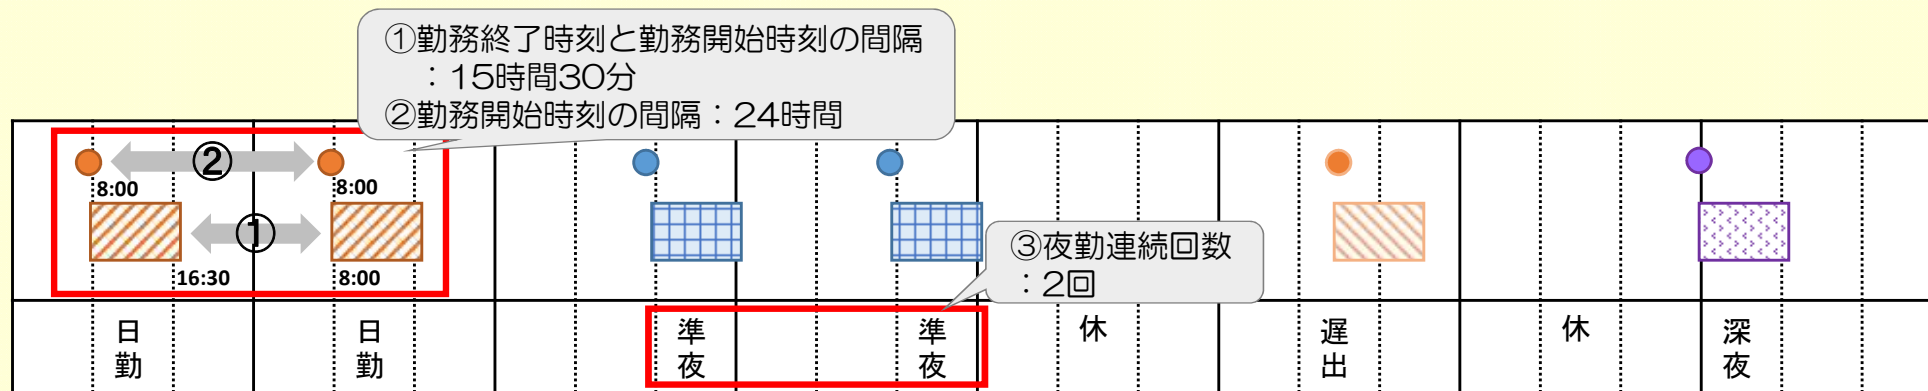 ①勤務終了時刻と勤務開始時刻の間隔
：15時間30分
②勤務開始時刻の間隔：24時間
②
8:00
8:00
①
16:30
8:00
③夜勤連続回数
：2回
日勤
日勤
準夜
準夜
休
遅出
休
深夜